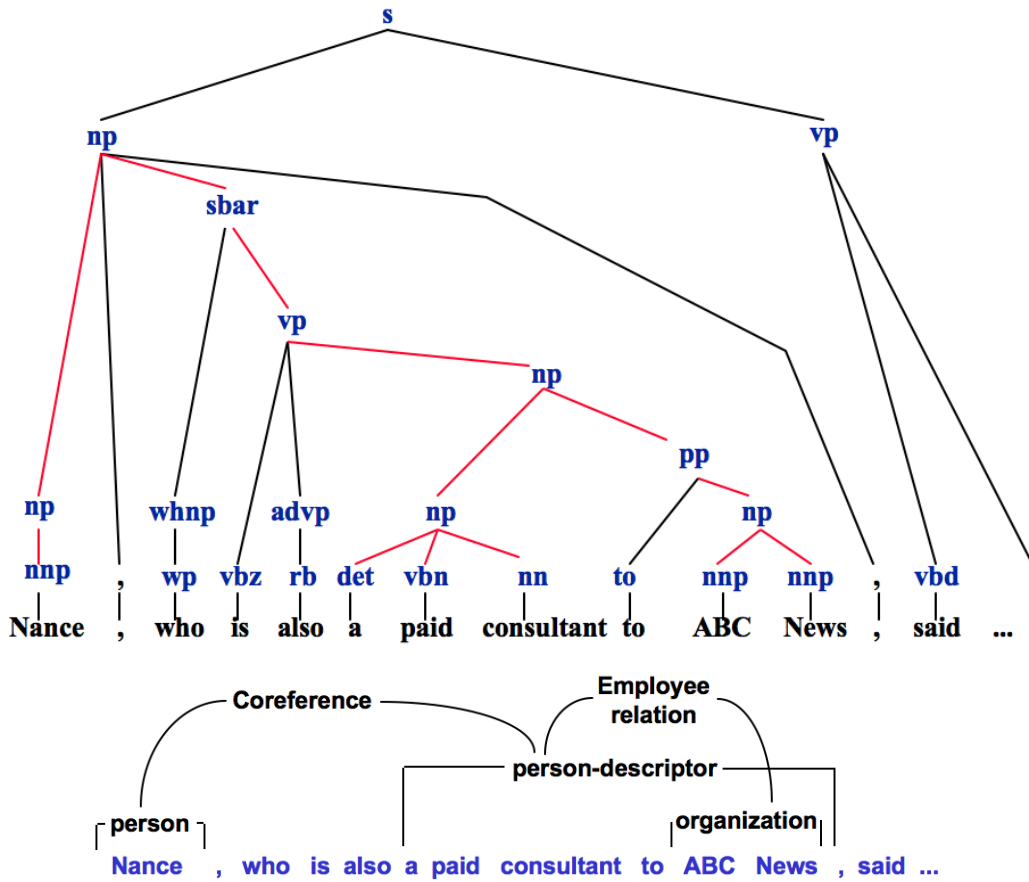 s
np vp
sbar
vp
np
pp
np whnp advp np np
nnp , wp vbz rb det vbn nn to nnp nnp , vbd
Nance , who is also a paid consultant to ABC News , said ...
Coreference
Employee
relation
person-descriptor
person
organization
Nance , who is also a paid consultant to ABC News , said ...